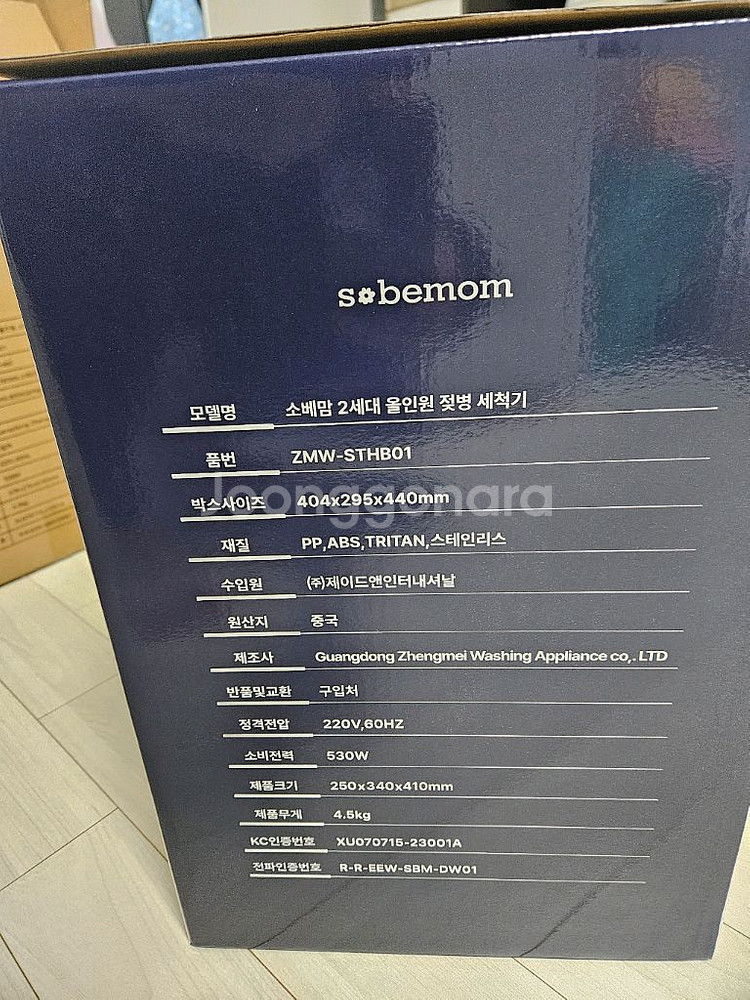 sobemom
모델명 소베맘 2세대 올인원 젖병 세척기
품번 ZMW-STHB01
박스사이즈 404x295x440mm
Joonggonara
재질 PP,ABS,TRITAN,스테인리스
수입원 (주)제이드앤인터내셔날
원산지 중국
제조사 Guangdong Zhengmei Washing Appliance co,. LTD
반품및교환 구입처
정격전압 220V,60HZ
소비전력 530W
제품크기 250x340x410mm
제품무게 4.5kg
KC인증번호 XU070715-23001A
전파인증번호 R-R-EEW-SBM-DW01